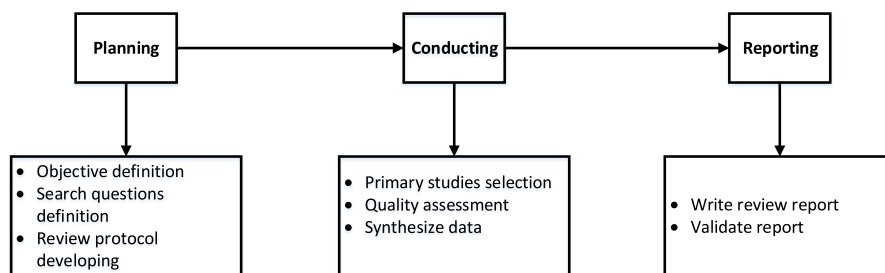 Planning
Conducting
Reporting
• Objective definition
• Search questions
definition
• Review protocol
developing
• Primary studies selection
• Quality assessment
• Synthesize data
• Write review report
• Validate report